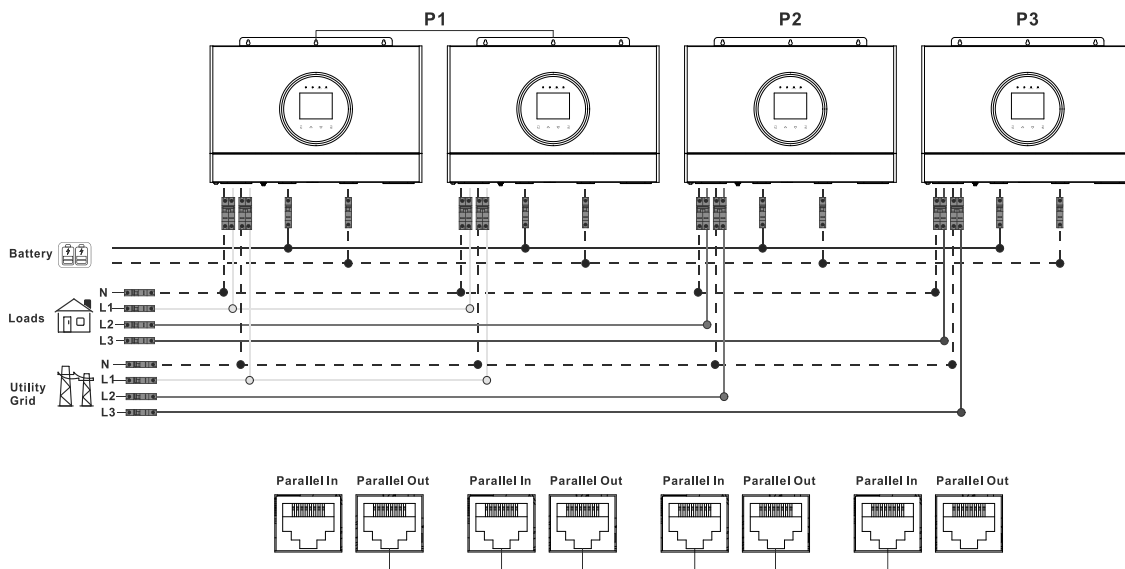 P1 P2 P3
Battery
N
L1
Loads
L2
L3
N
L1
Utility
Grid
L2
L3
Parallel In Parallel Out Parallel In Parallel Out Parallel In Parallel Out Parallel In Parallel Out